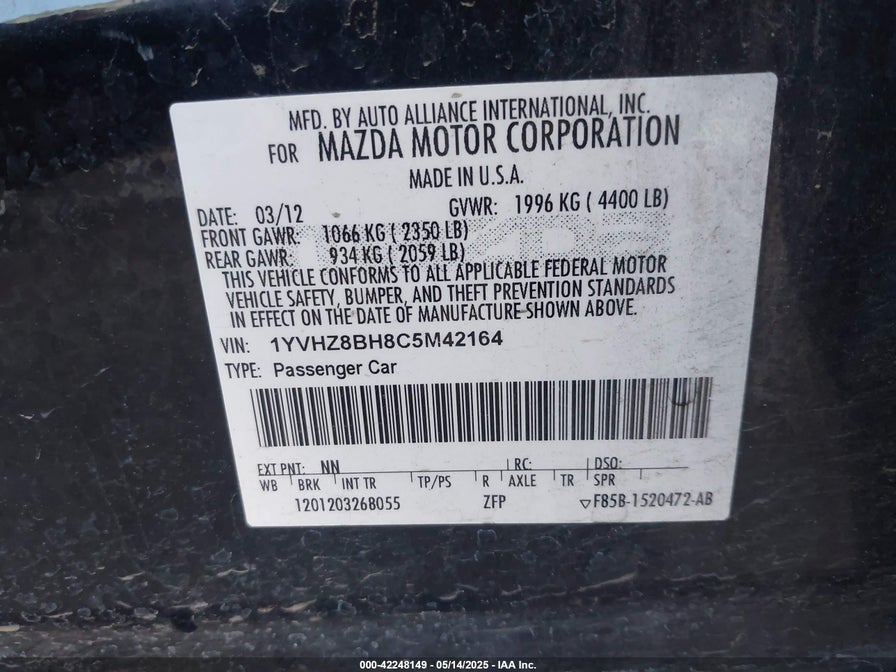 MFD. BY AUTO ALLIANCE INTERNATIONAL, INC.
FOR MAZDA MOTOR CORPORATION
MADE IN U.S.A.
DATE: 03/12 GVWR: 1996 KG ( 4400 LB)
FRONT GAWR: 1066 KG ( 2350 LB)
REAR GAWR: 934 KG ( 2059 LB)
THIS VEHICLE CONFORMS TO ALL APPLICABLE FEDERAL MOTOR
VEHICLE SAFETY, BUMPER, AND THEFT PREVENTION STANDARDS
IN EFFECT ON THE DATE OF MANUFACTURE SHOWN ABOVE.
VIN: 1YVHZ8BH8C5M42164
TYPE: Passenger Car
EXT PNT: NN RC: DSO:
WB BRK INT TR TP/PS R AXLE TR SPR
1201203268055 ZFP ▽F85B-1520472-AB
000-42248149 - 05/14/2025 - IAA Inc.